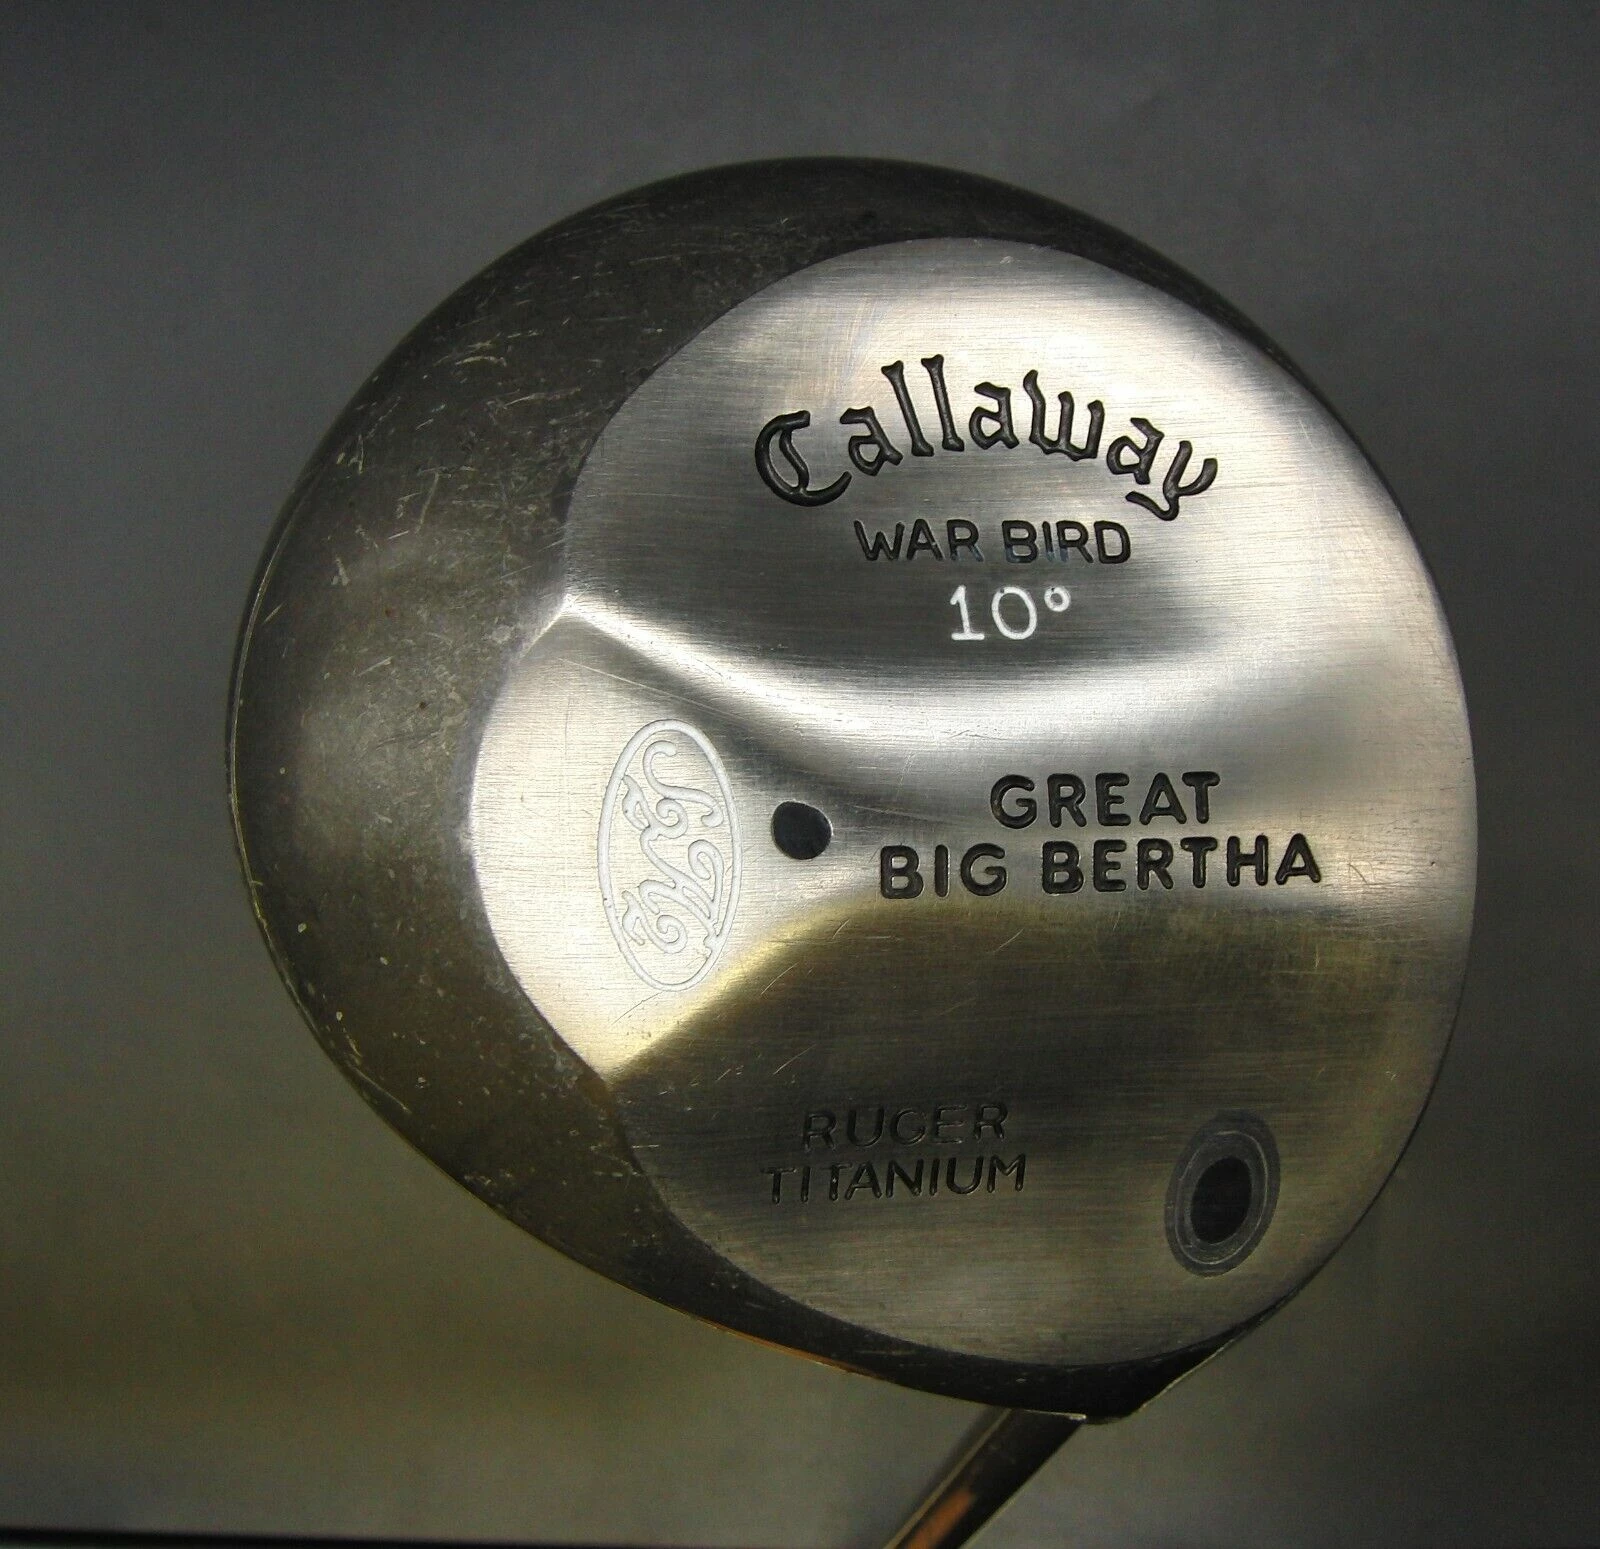 Callaway
WAR BIRD
10°
GREAT
BIG BERTHA
RUGER
TITANIUM